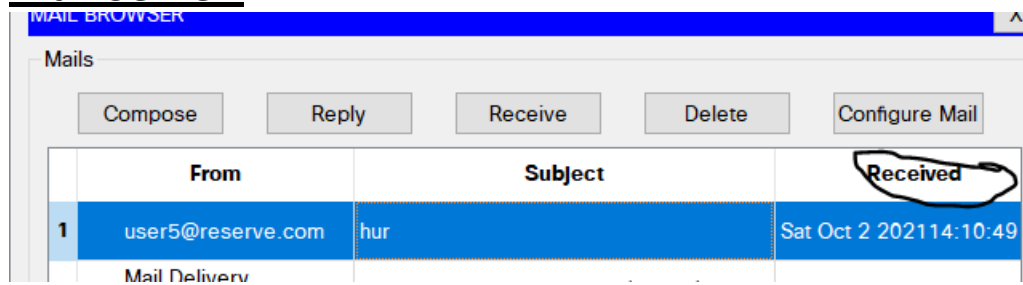 MAIL BROWSER X
Mails
Compose Reply Receive Delete Configure Mail
From Subject Received
1 user5@reserve.com hur Sat Oct 2 202114:10:49
Mail Delivery